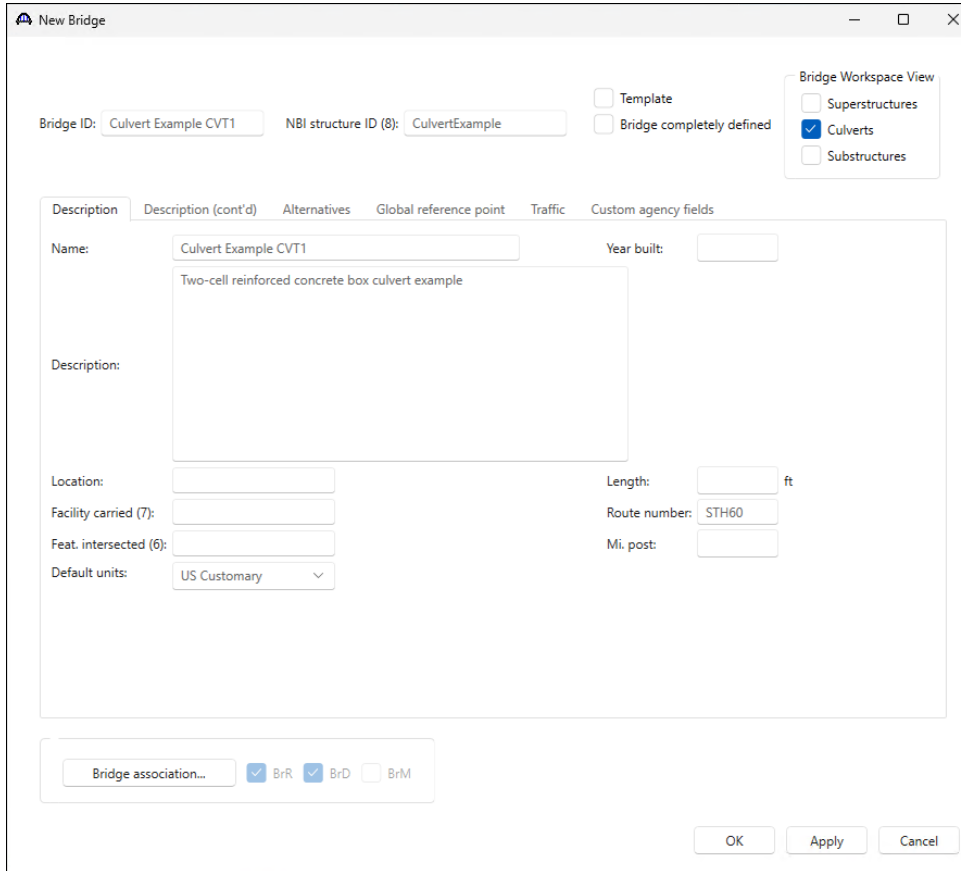 New Bridge
Bridge ID: Culvert Example CVT1 NBI structure ID (8): CulvertExample
Template
Bridge completely defined
Bridge Workspace View
Superstructures
Culverts
Substructures
Description Description (cont'd) Alternatives Global reference point Traffic Custom agency fields
Name: Culvert Example CVT1 Year built:
Description: Two-cell reinforced concrete box culvert example
Location: Length: ft
Facility carried (7): Route number: STH60
Feat. intersected (6): Mi. post:
Default units: US Customary
Bridge association... BrR BrD BrM
OK Apply Cancel